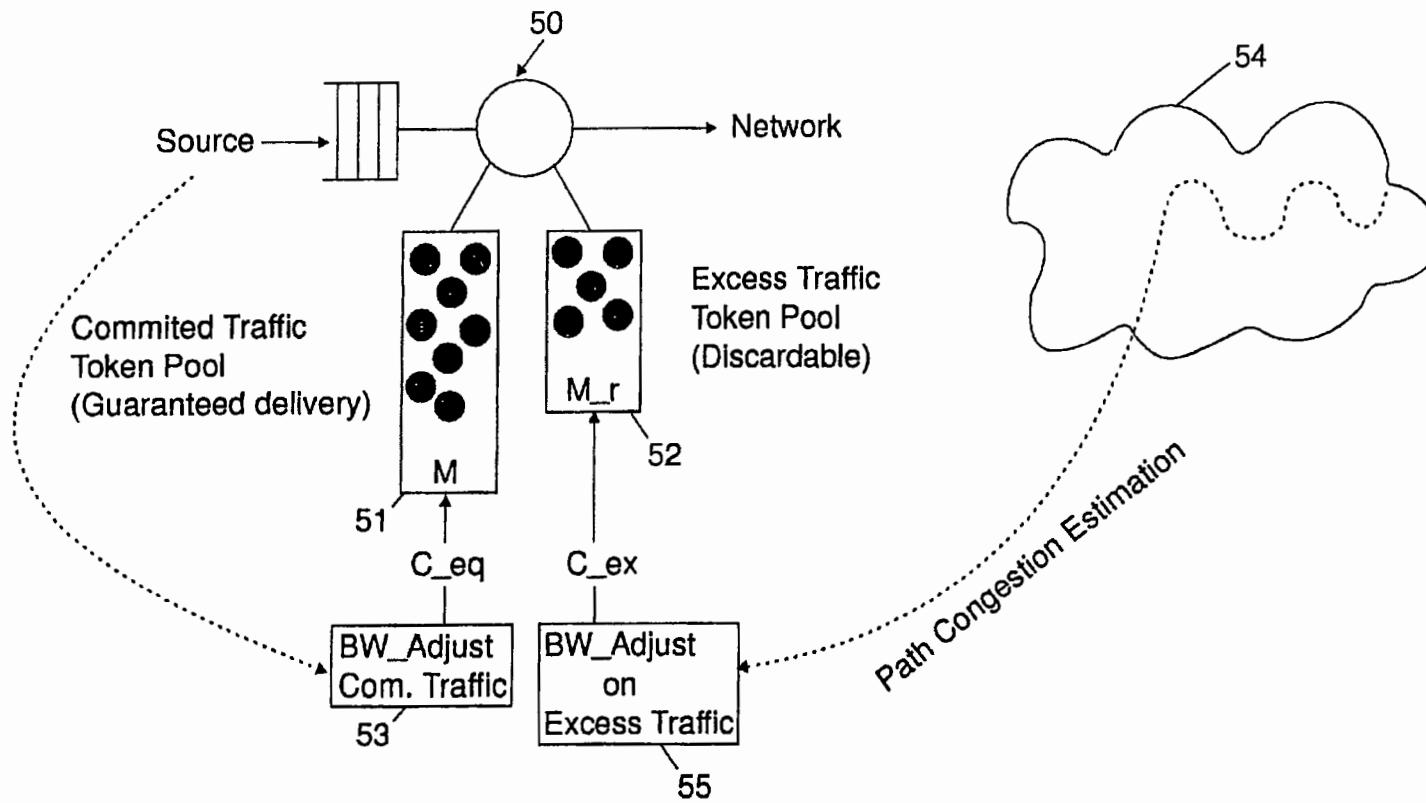 50
54
Source
Network
Commited Traffic
Token Pool
(Guaranteed delivery)
Excess Traffic
Token Pool
(Discardable)
M_r
52
M
51
C_eq
C_ex
Path Congestion Estimation
BW_Adjust
Com. Traffic
53
BW_Adjust
on
Excess Traffic
55